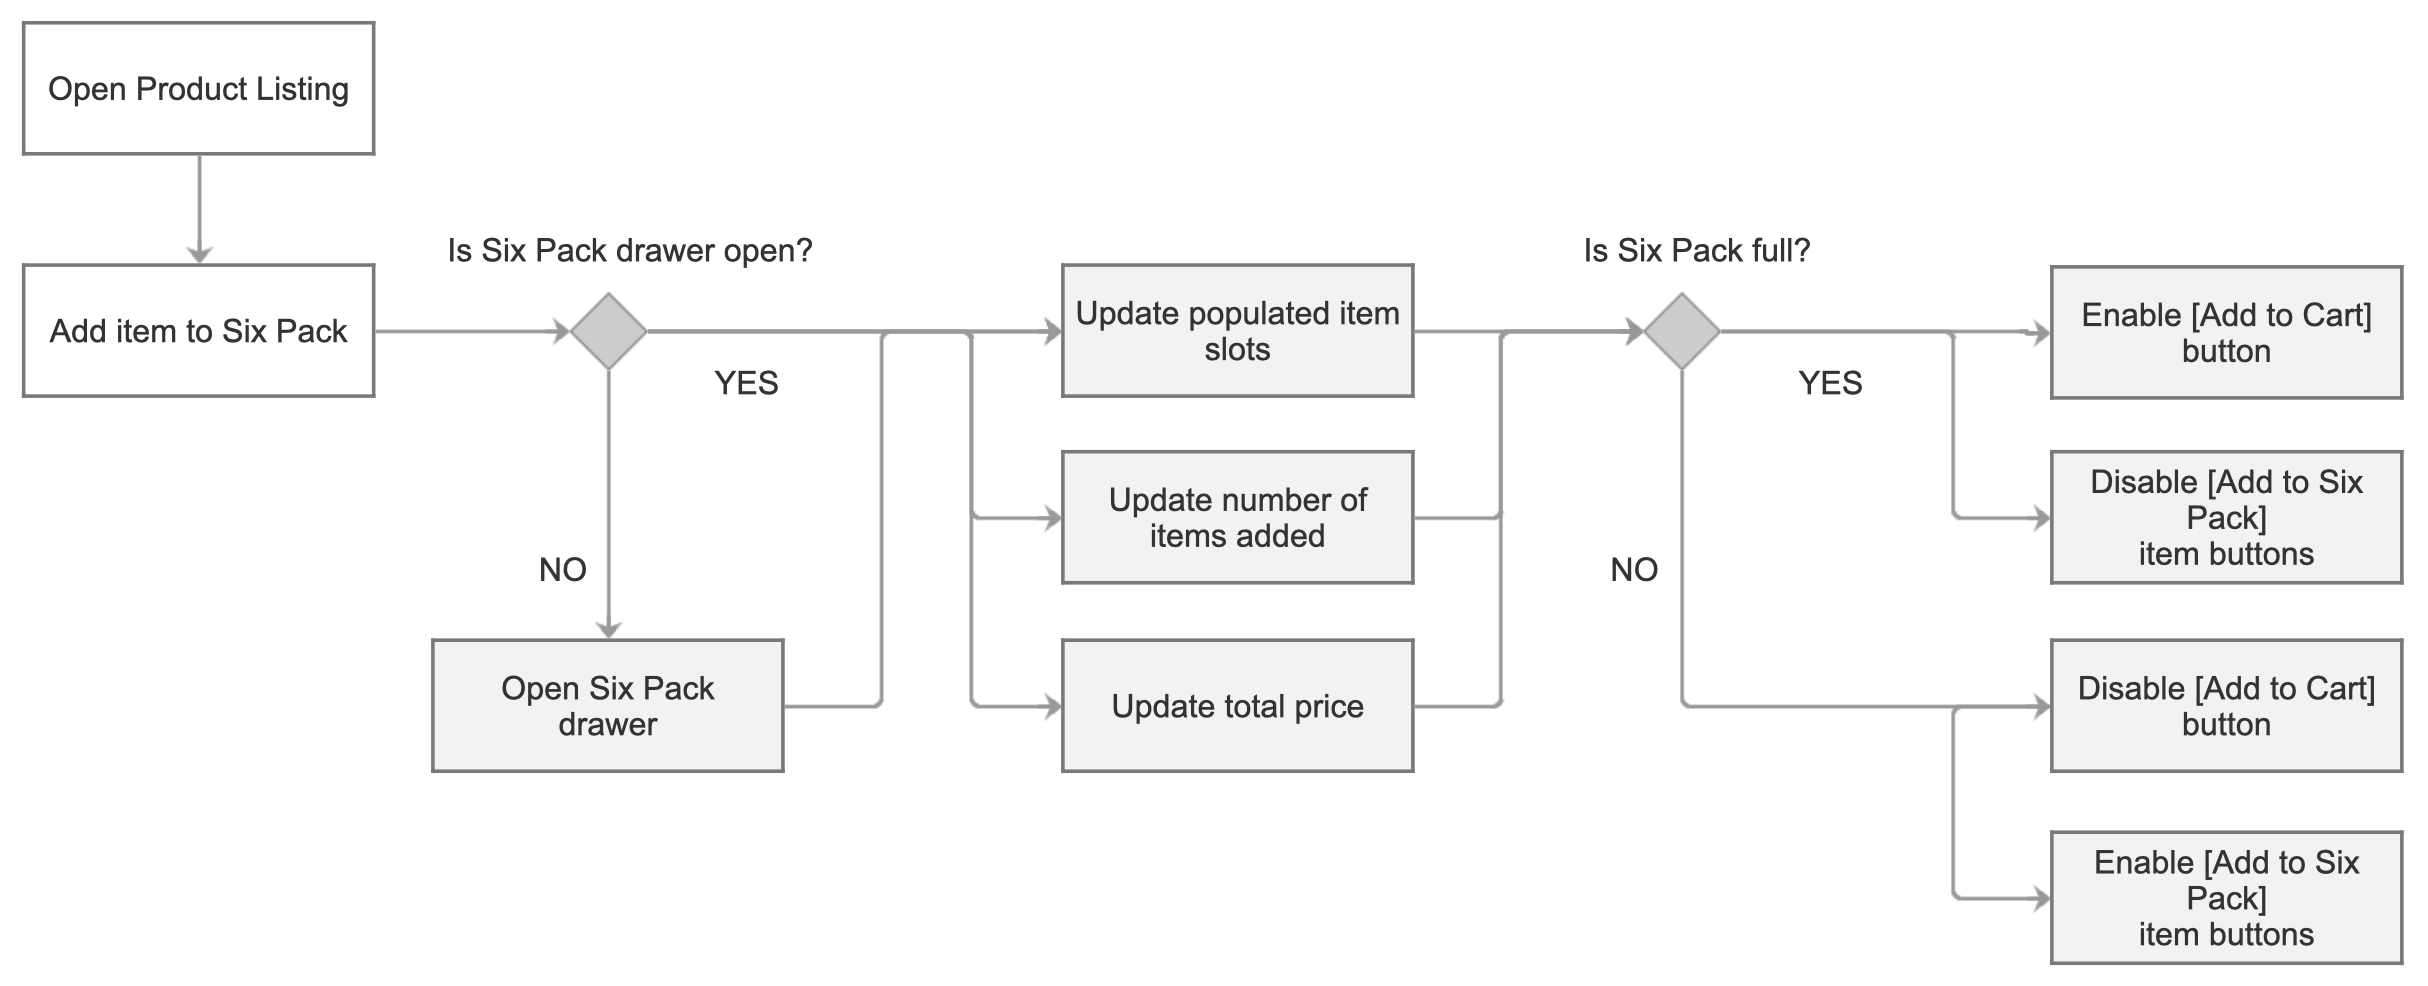 Open Product Listing
Add item to Six Pack
Is Six Pack drawer open?
YES
NO
Open Six Pack
drawer
Update populated item
slots
Update number of
items added
Update total price
Is Six Pack full?
YES
NO
Enable [Add to Cart]
button
Disable [Add to Six
Pack]
item buttons
Disable [Add to Cart]
button
Enable [Add to Six
Pack]
item buttons